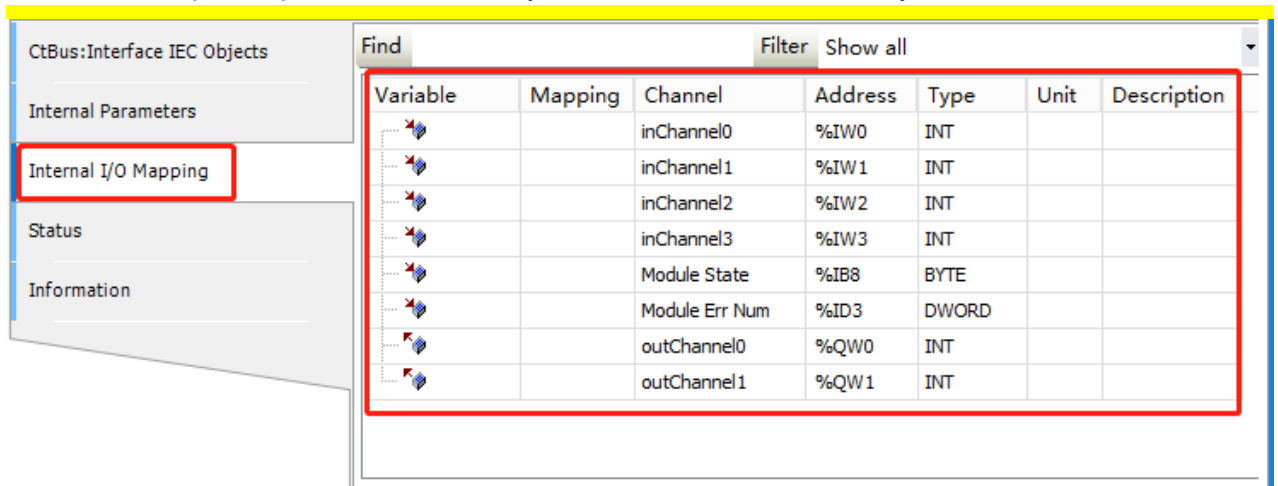 CtBus:Interface IEC Objects
Internal Parameters
Internal I/O Mapping
Status
Information
Find Filter Show all
Variable Mapping Channel Address Type Unit Description
inChannel0 %IW0 INT
inChannel1 %IW1 INT
inChannel2 %IW2 INT
inChannel3 %IW3 INT
Module State %IB8 BYTE
Module Err Num %ID3 DWORD
outChannel0 %QW0 INT
outChannel1 %QW1 INT